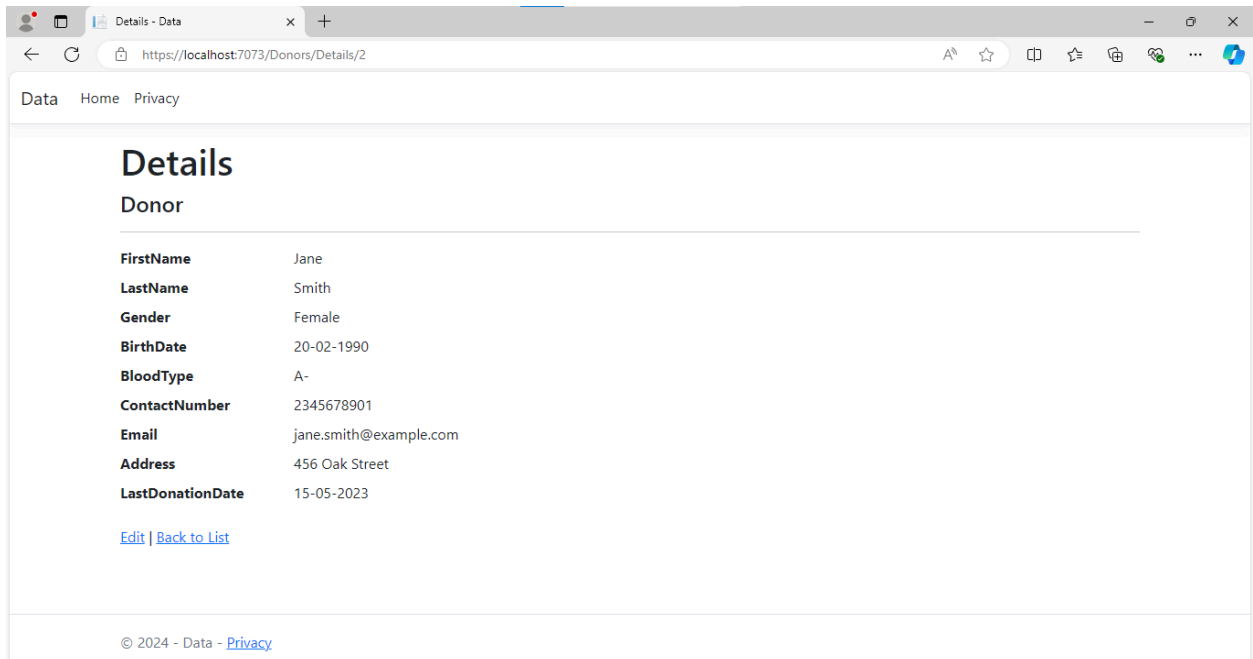 Details - Data
https://localhost:7073/Donors/Details/2
Data Home Privacy
Details
Donor
FirstName Jane
LastName Smith
Gender Female
BirthDate 20-02-1990
BloodType A-
ContactNumber 2345678901
Email jane.smith@example.com
Address 456 Oak Street
LastDonationDate 15-05-2023
Edit | Back to List
© 2024 - Data - Privacy